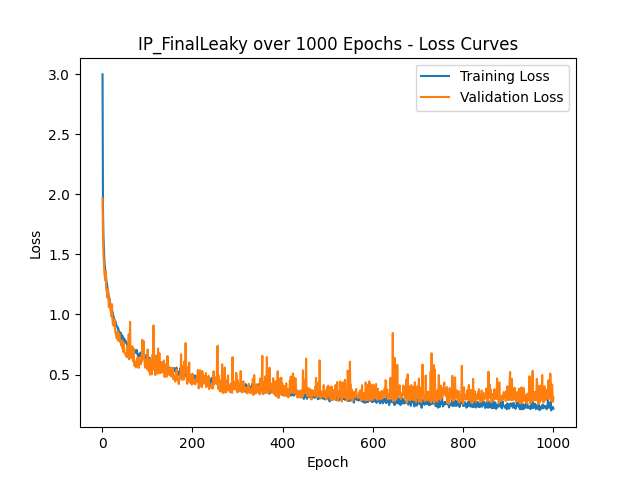 IP_FinalLeaky over 1000 Epochs - Loss Curves
Training Loss
Validation Loss
3.0
2.5
2.0
1.5
1.0
0.5
Loss
0 200 400 600 800 1000
Epoch